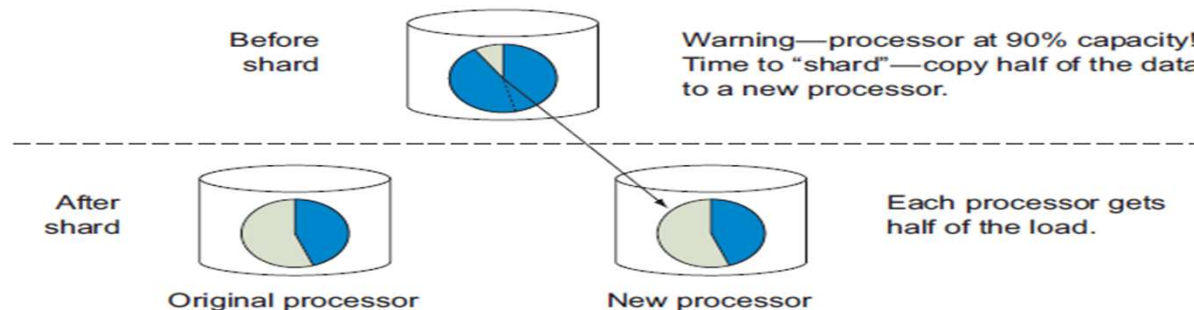 Before
shard
Warning—processor at 90% capacity!
Time to “shard”—copy half of the data
to a new processor.
After
shard
Each processor gets
half of the load.
Original processor
New processor